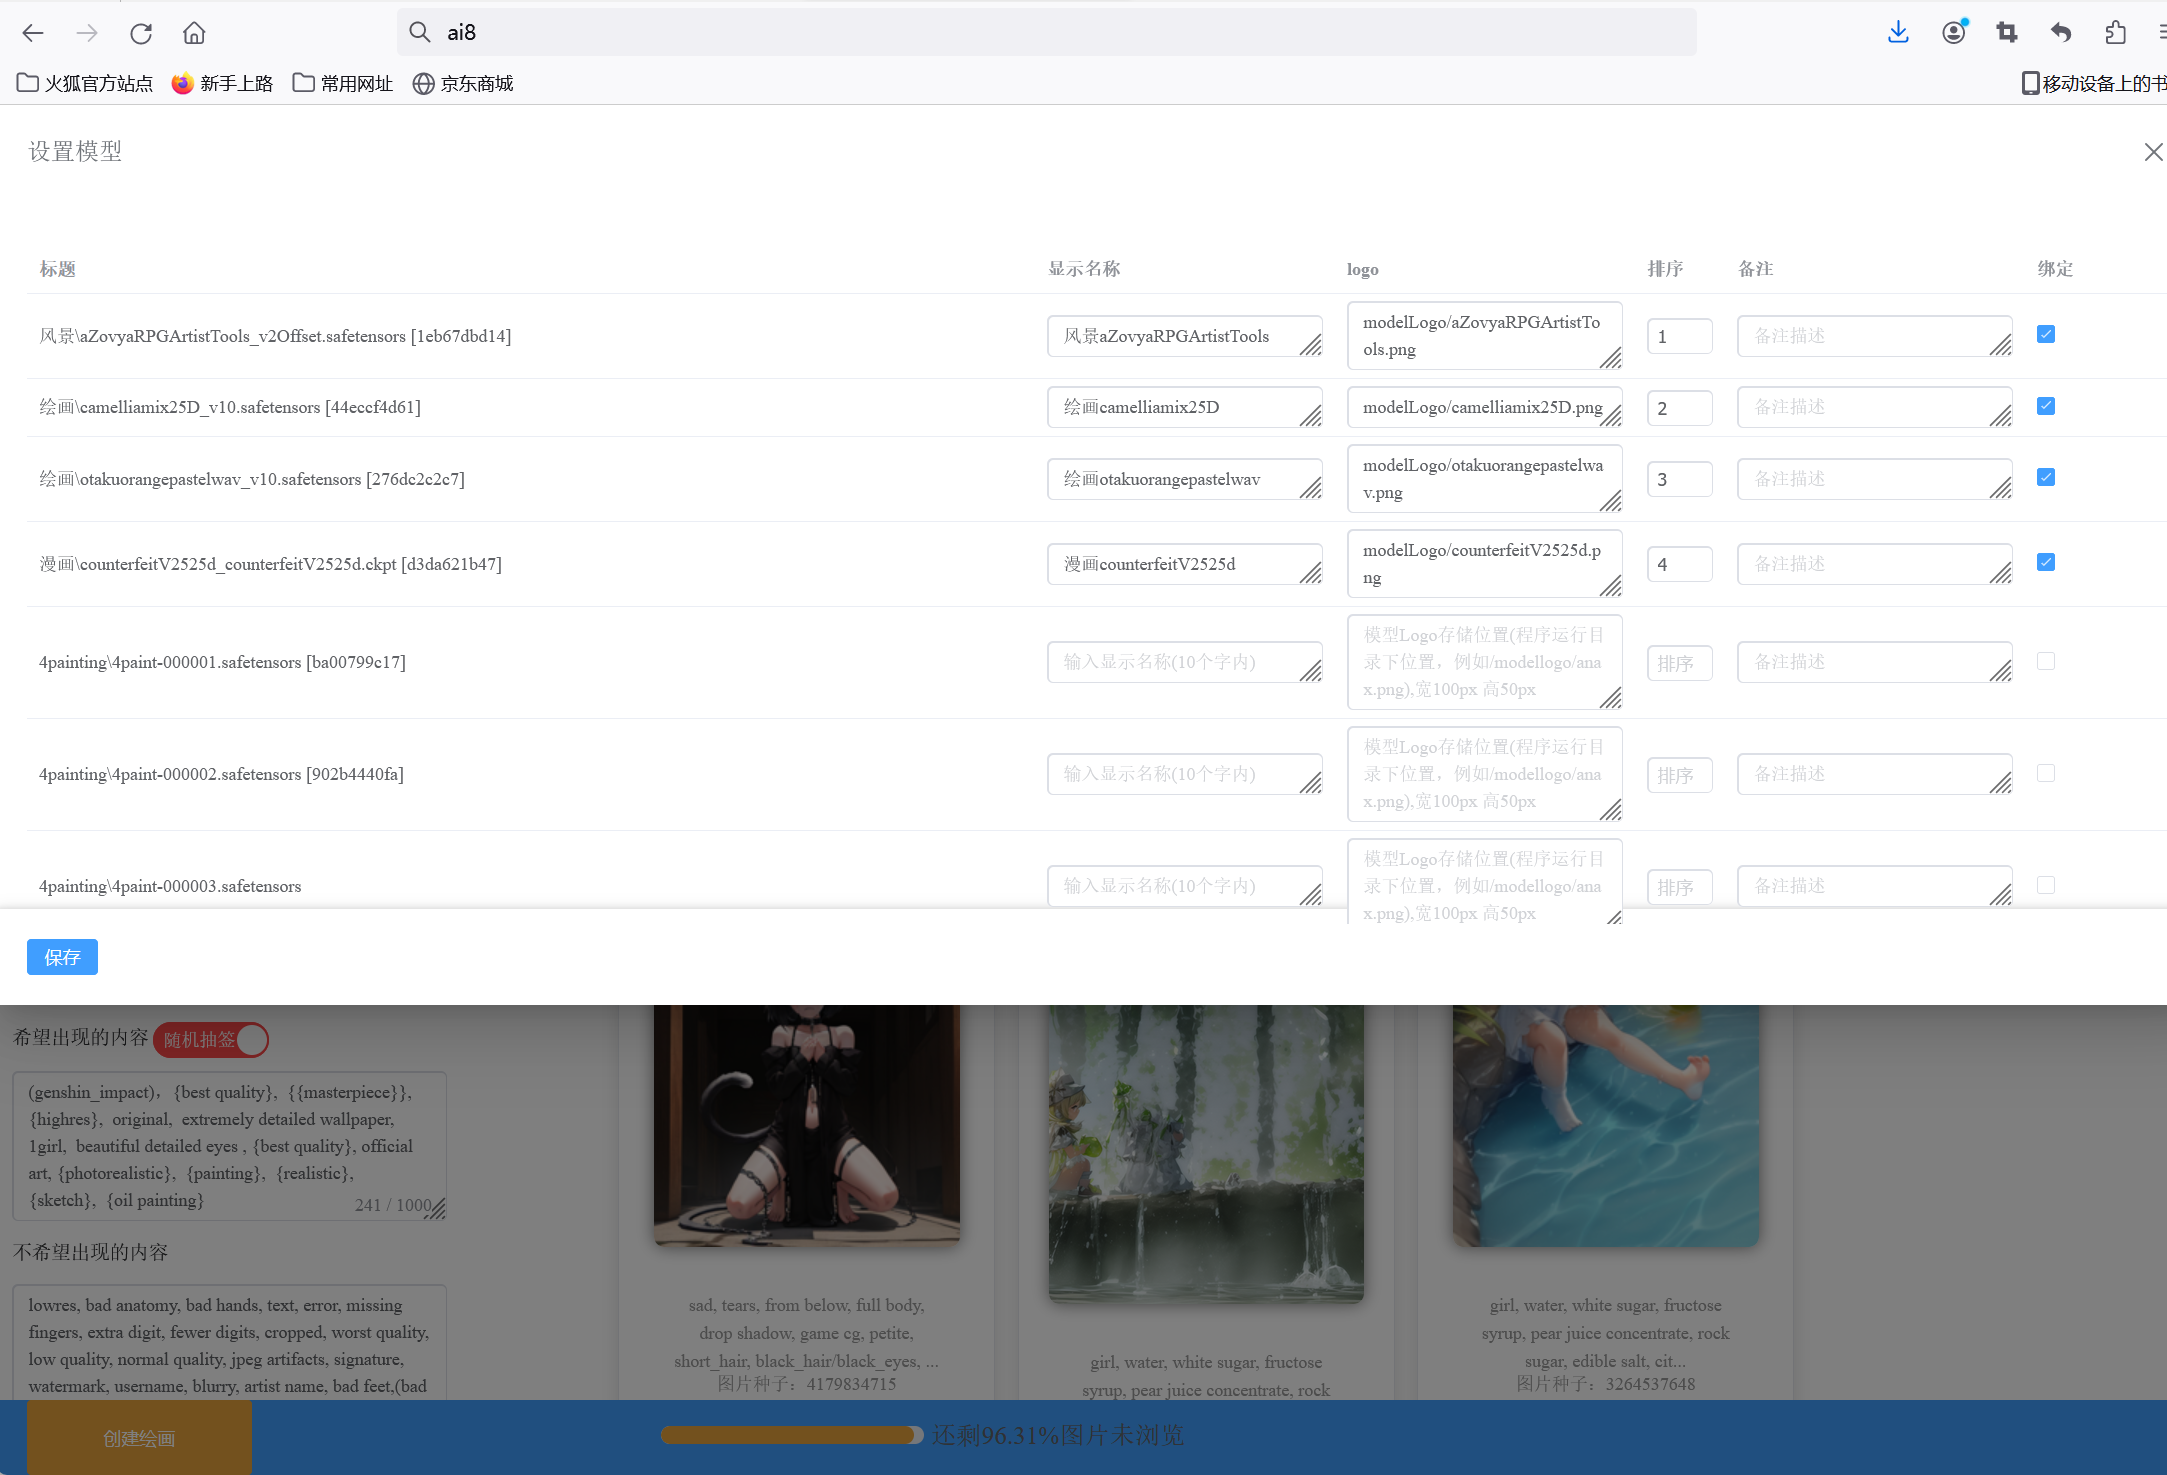 ai8
火狐官方站点 新手上路 常用网址 京东商城 移动设备上的书
设置模型
标题 显示名称 logo 排序 备注 绑定
风景\aZovyaRPGArtistTools_v2Offset.safetensors [1eb67dbd14] 风景aZovyaRPGArtistTools modelLogo/aZovyaRPGArtistTo 1 备注描述
ols.png
绘画\camelliamix25D_v10.safetensors [44eccf4d61] 绘画camelliamix25D modelLogo/camelliamix25D.png 2 备注描述
绘画\otakuorangepastelwav_v10.safetensors [276dc2c2c7] 绘画otakuorangepastelwav modelLogo/otakuorangepastelwa 3 备注描述
v.png
漫画\counterfeitV2525d_counterfeitV2525d.ckpt [d3da621b47] 漫画counterfeitV2525d modelLogo/counterfeitV2525d.p 4 备注描述
ng
4painting\4paint-000001.safetensors [ba00799c17] 输入显示名称(10个字内) 模型Logo存储位置(程序运行目 排序 备注描述
录下位置，例如/modellogo/ana
x.png),宽100px 高50px
4painting\4paint-000002.safetensors [902b4440fa] 输入显示名称(10个字内) 模型Logo存储位置(程序运行目 排序 备注描述
录下位置，例如/modellogo/ana
x.png),宽100px 高50px
4painting\4paint-000003.safetensors 输入显示名称(10个字内) 模型Logo存储位置(程序运行目 排序 备注描述
录下位置，例如/modellogo/ana
x.png),宽100px 高50px
保存
希望出现的内容 随机抽签
(genshin_impact)，{best quality}, {{masterpiece}},
{highres}, original, extremely detailed wallpaper,
1girl, beautiful detailed eyes , {best quality}, official
art, {photorealistic}, {painting}, {realistic},
{sketch}, {oil painting}
241 / 1000
不希望出现的内容
lowres, bad anatomy, bad hands, text, error, missing
fingers, extra digit, fewer digits, cropped, worst quality,
low quality, normal quality, jpeg artifacts, signature,
watermark, username, blurry, artist name, bad feet,(bad
sad, tears, from below, full body,
drop shadow, game cg, petite,
short_hair, black_hair/black_eyes, ...
图片种子：4179834715
girl, water, white sugar, fructose
syrup, pear juice concentrate, rock
girl, water, white sugar, fructose
syrup, pear juice concentrate, rock
sugar, edible salt, cit...
图片种子：3264537648
创建绘画 还剩96.31%图片未浏览